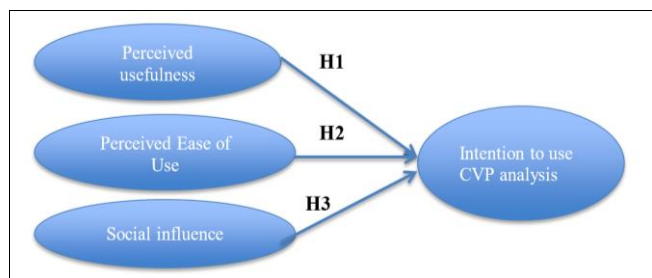 Perceived
usefulness
H1
Perceived Ease of
Use
H2
Intention to use
CVP analysis
H3
Social influence